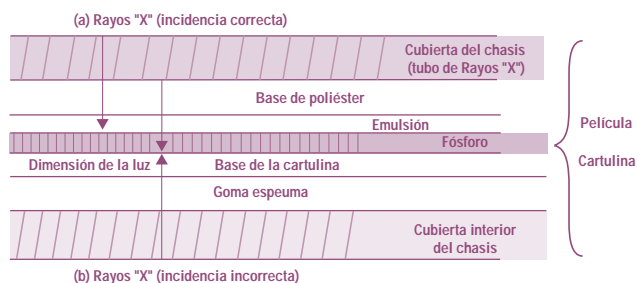 (a) Rayos "X" (incidencia correcta)
Cubierta del chasis
(tubo de Rayos "X")
Base de poliéster
Emulsión
Fósforo
Película
Cartulina
Dimensión de la luz
Base de la cartulina
Goma espuma
Cubierta interior
del chasis
(b) Rayos "X" (incidencia incorrecta)